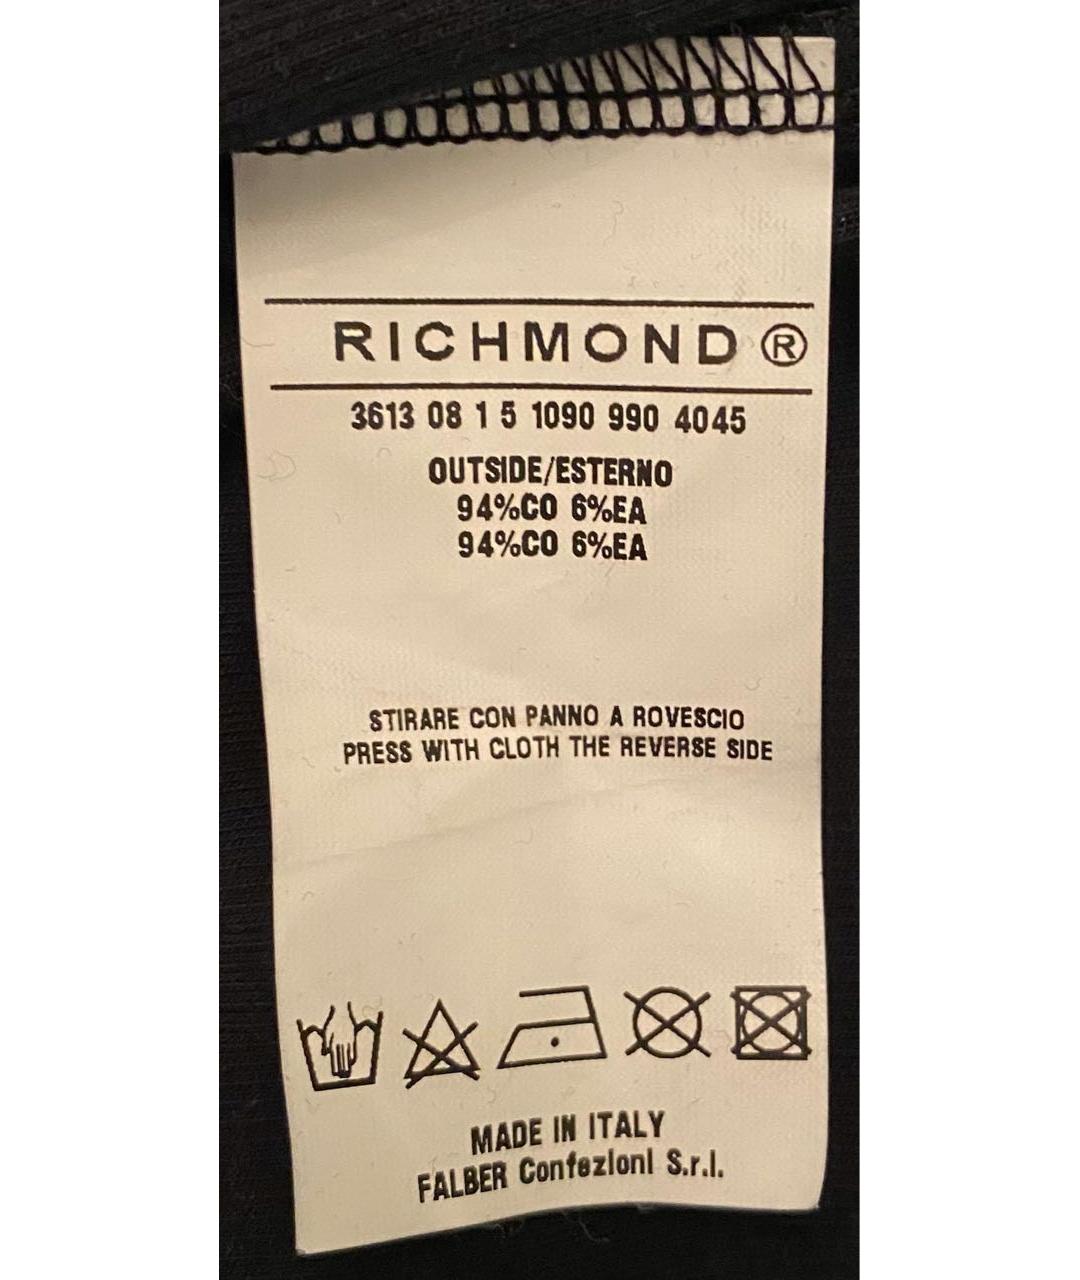 RICHMOND ®
3613 08 1 5 1090 990 4045
OUTSIDE/ESTERNO
94%CO 6%EA
94%CO 6%EA
STIRARE CON PANNO A ROVESCIO
PRESS WITH CLOTH THE REVERSE SIDE
MADE IN ITALY
FALBER Confezioni S.r.l.